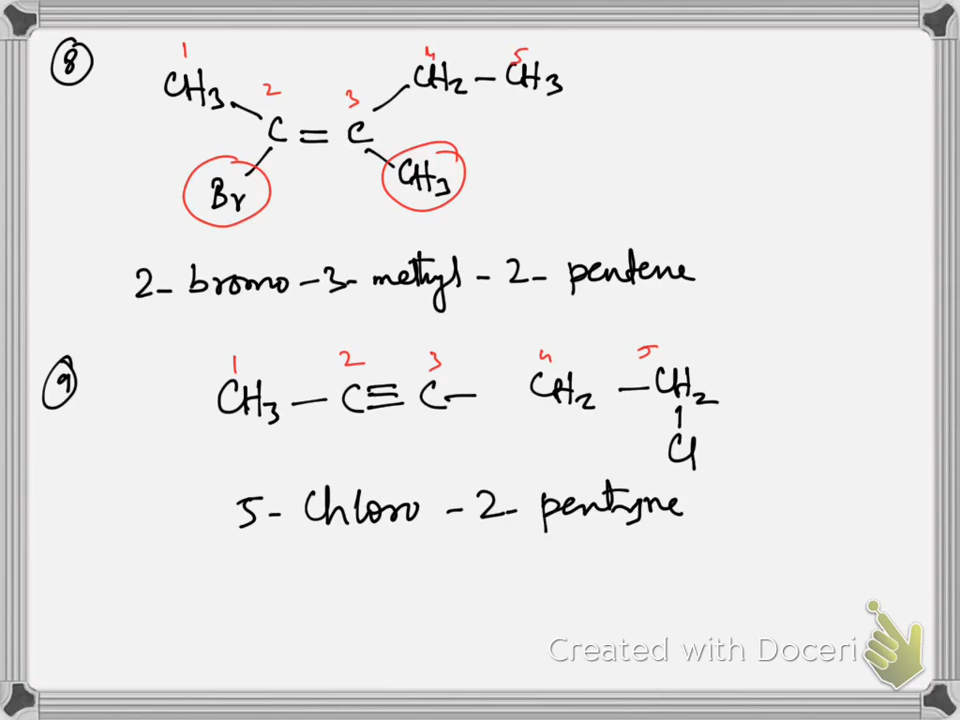 ⑧
1 4 5
CH3 2 3 CH2 – CH3
C = C
Br CH3
2- bromo -3- methyl - 2- pentene
⑨
1 2 3 4 5
CH3 — C ≡ C — CH2 — CH2
|
Cl
5- Chloro - 2- pentyne
Created with Doceri